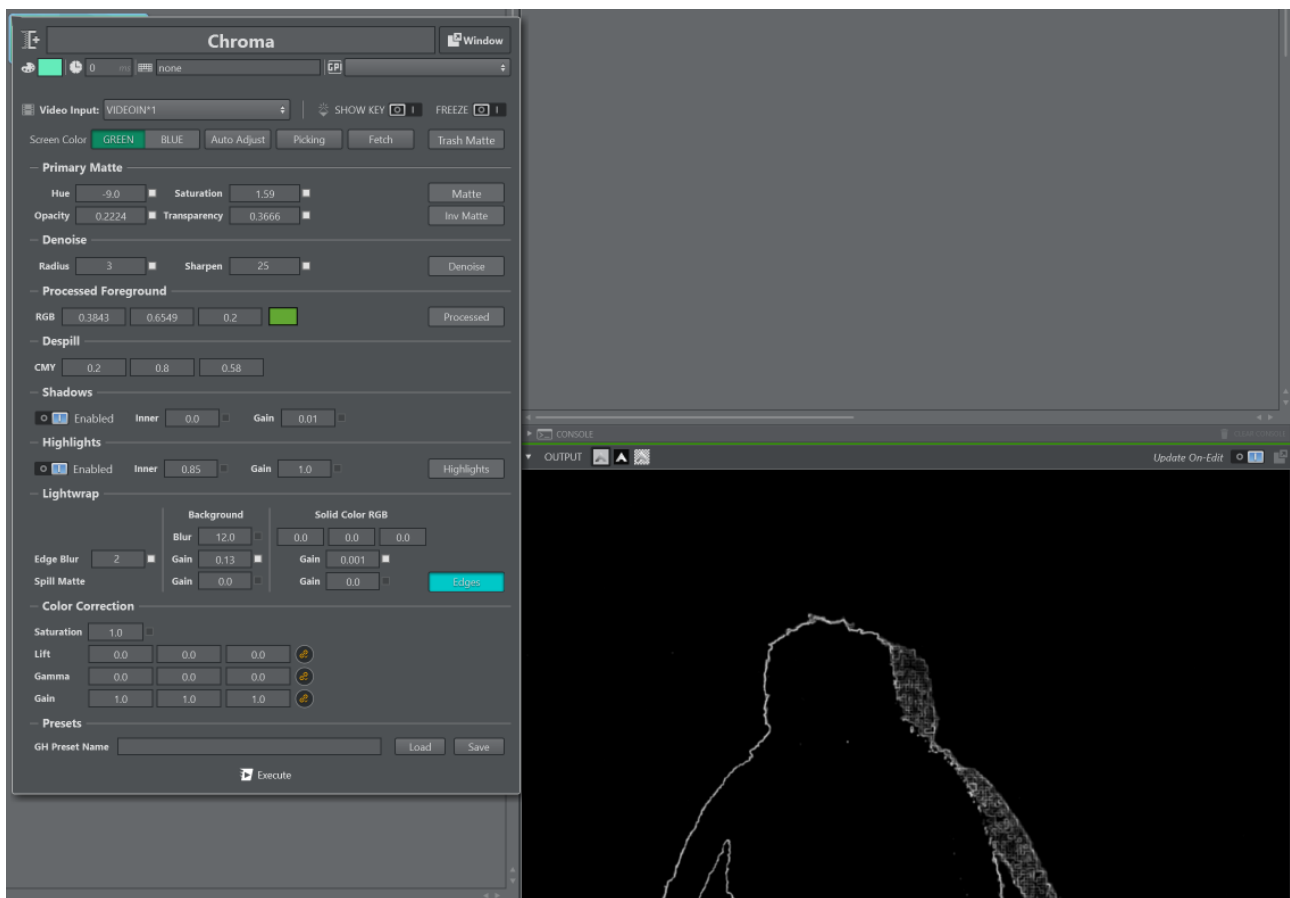 Chroma
Window
0 ms none GPI
Video Input: VIDEOIN*1 SHOW KEY FREEZE
Screen Color GREEN BLUE Auto Adjust Picking Fetch Trash Matte
Primary Matte
Hue -9.0 Saturation 1.59 Matte
Opacity 0.2224 Transparency 0.3666 Inv Matte
Denoise
Radius 3 Sharpen 25 Denoise
Processed Foreground
RGB 0.3843 0.6549 0.2 Processed
Despill
CMY 0.2 0.8 0.58
Shadows
Enabled Inner 0.0 Gain 0.01
Highlights
Enabled Inner 0.85 Gain 1.0 Highlights
Lightwrap
Background Solid Color RGB
Blur 12.0 0.0 0.0 0.0
Edge Blur 2 Gain 0.13 Gain 0.001
Spill Matte Gain 0.0 Gain 0.0 Edges
Color Correction
Saturation 1.0
Lift 0.0 0.0 0.0
Gamma 0.0 0.0 0.0
Gain 1.0 1.0 1.0
Presets
GH Preset Name Load Save
Execute
CONSOLE
OUTPUT Update On-Edit